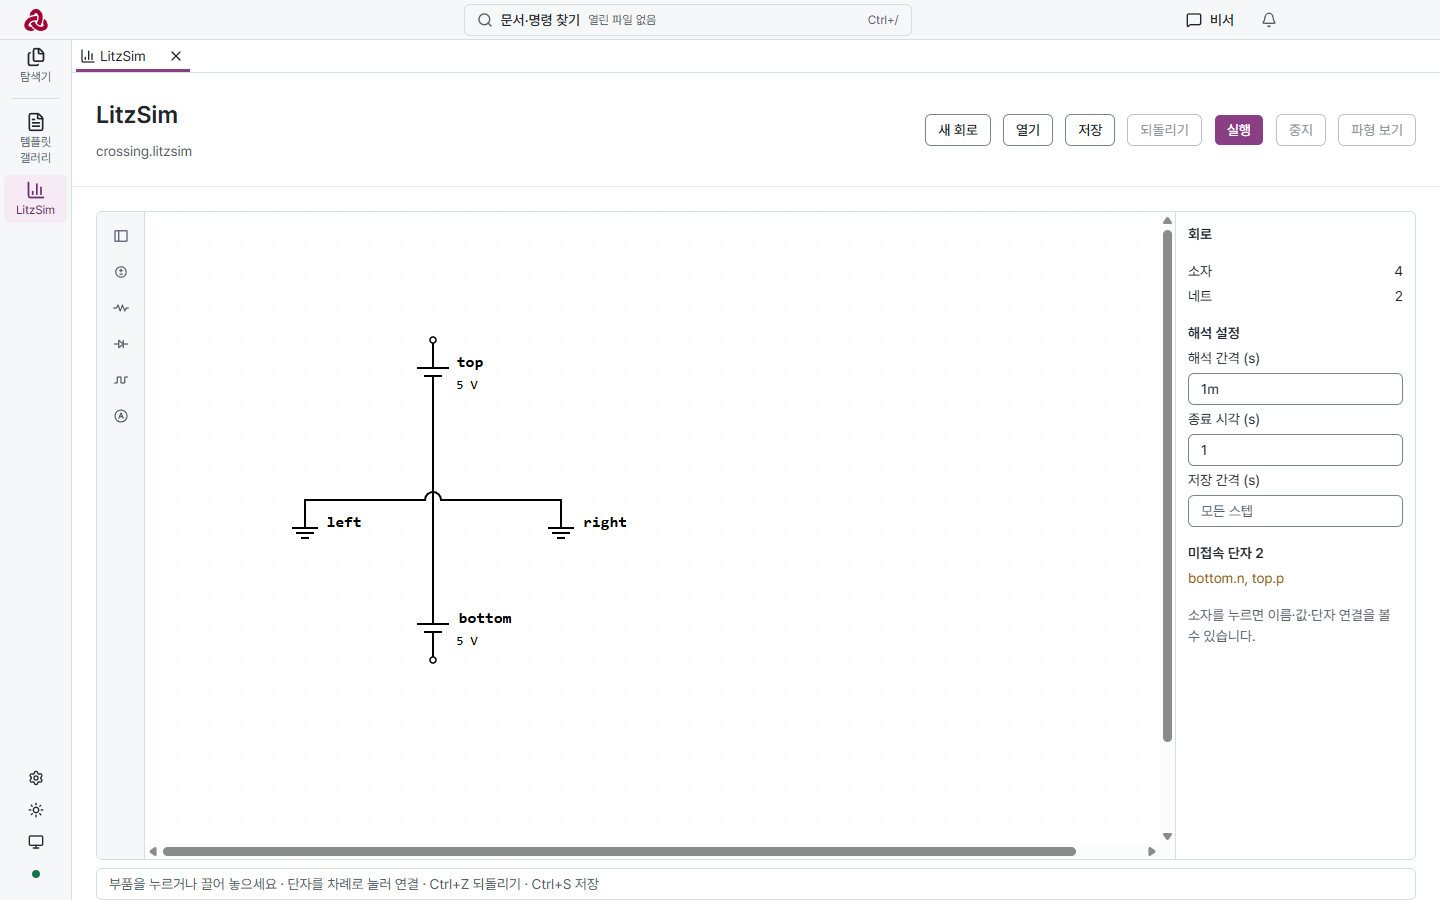 문서·명령 찾기 열린 파일 없음 Ctrl+/
비서
탐색기
템플릿
갤러리
LitzSim
LitzSim
LitzSim
crossing.litzsim
새 회로
열기
저장
되돌리기
실행
중지
파형 보기
top
5 V
left
right
bottom
5 V
회로
소자 4
네트 2
해석 설정
해석 간격 (s)
1m
종료 시각 (s)
1
저장 간격 (s)
모든 스텝
미접속 단자 2
bottom.n, top.p
소자를 누르면 이름·값·단자 연결을 볼
수 있습니다.
부품을 누르거나 끌어 놓으세요 · 단자를 차례로 눌러 연결 · Ctrl+Z 되돌리기 · Ctrl+S 저장